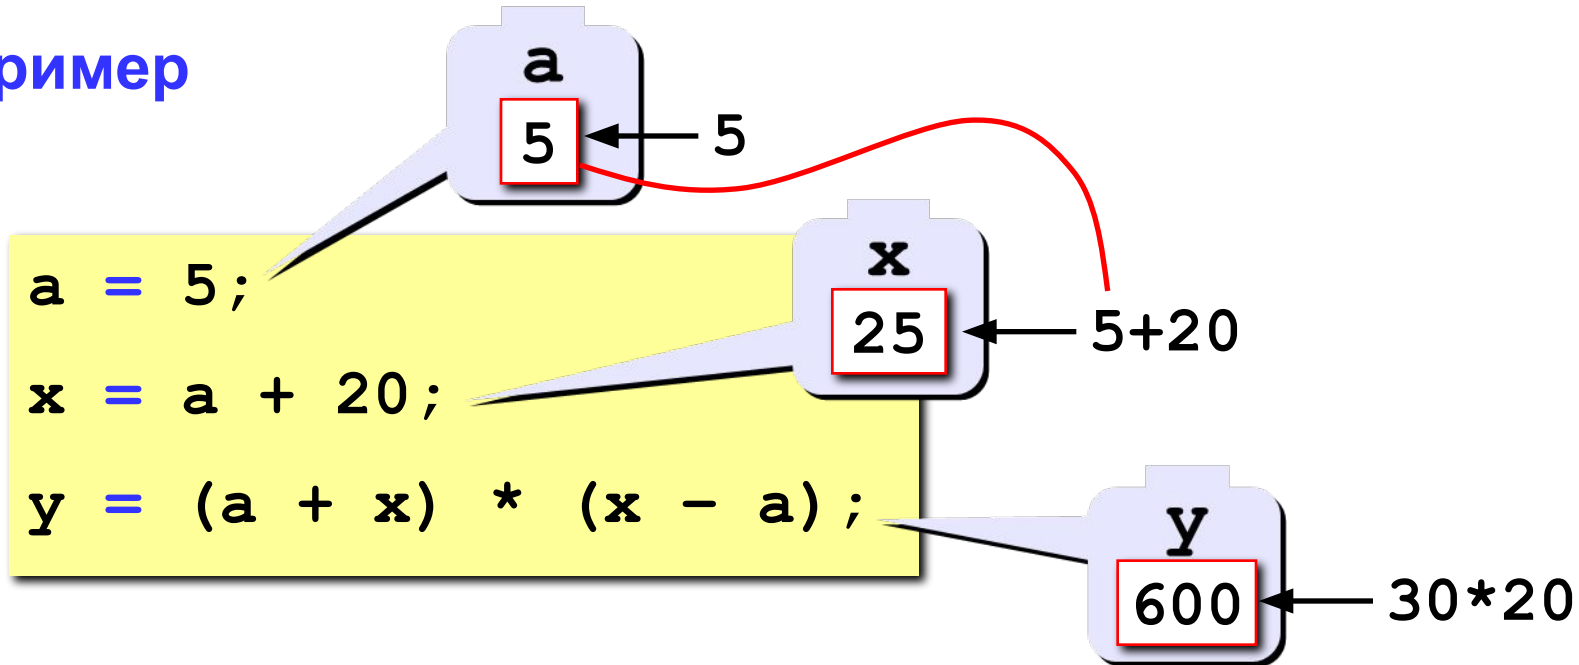 ример
a
5
5
a = 5;
x
25
5+20
x = a + 20;
y = (a + x) * (x - a);
y
600
30*20